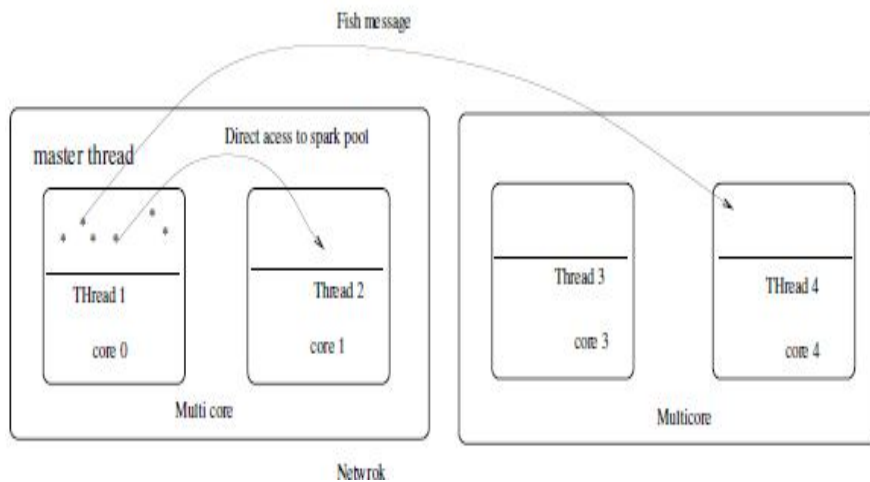 Fish message
Direct acess to spark pool
master thread
THread 1
core 0
Thread 2
core 1
Multi core
Thread 3
core 3
THread 4
core 4
Multicore
Netwrok